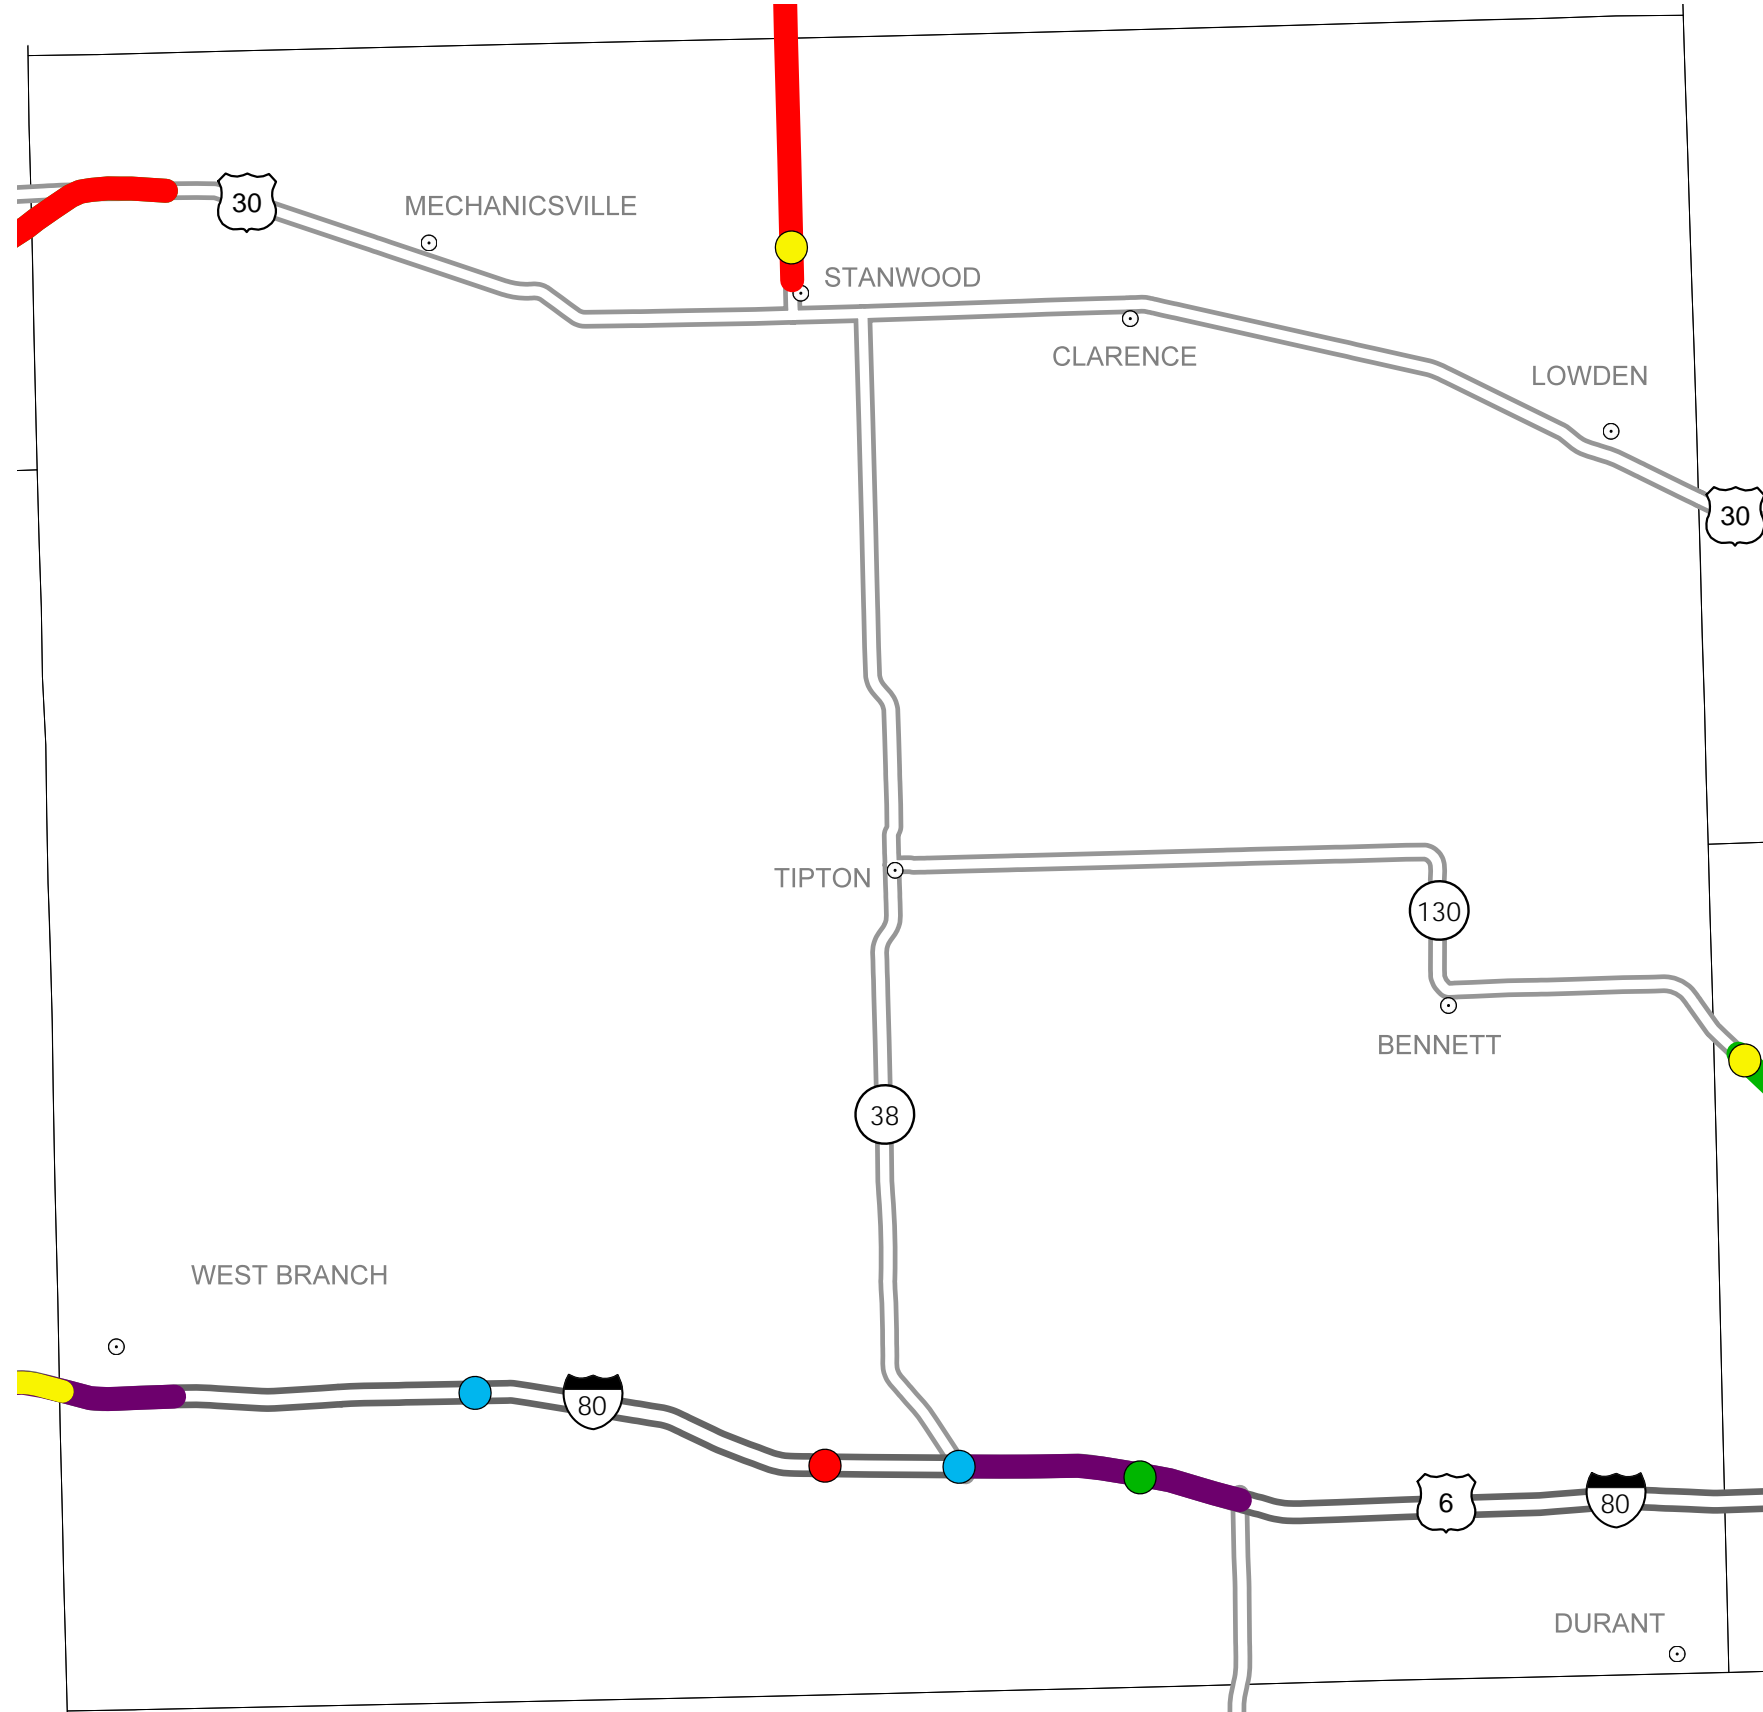 30
MECHANICSVILLE
STANWOOD
CLARENCE
LOWDEN
30
TIPTON
130
BENNETT
38
WEST BRANCH
80
6
80
DURANT